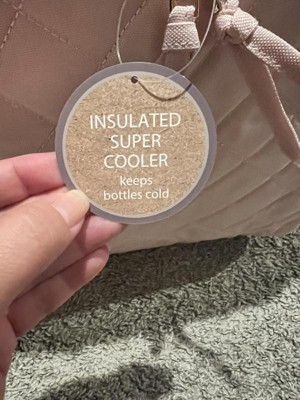 INSULATED
SUPER
COOLER
keeps
bottles cold